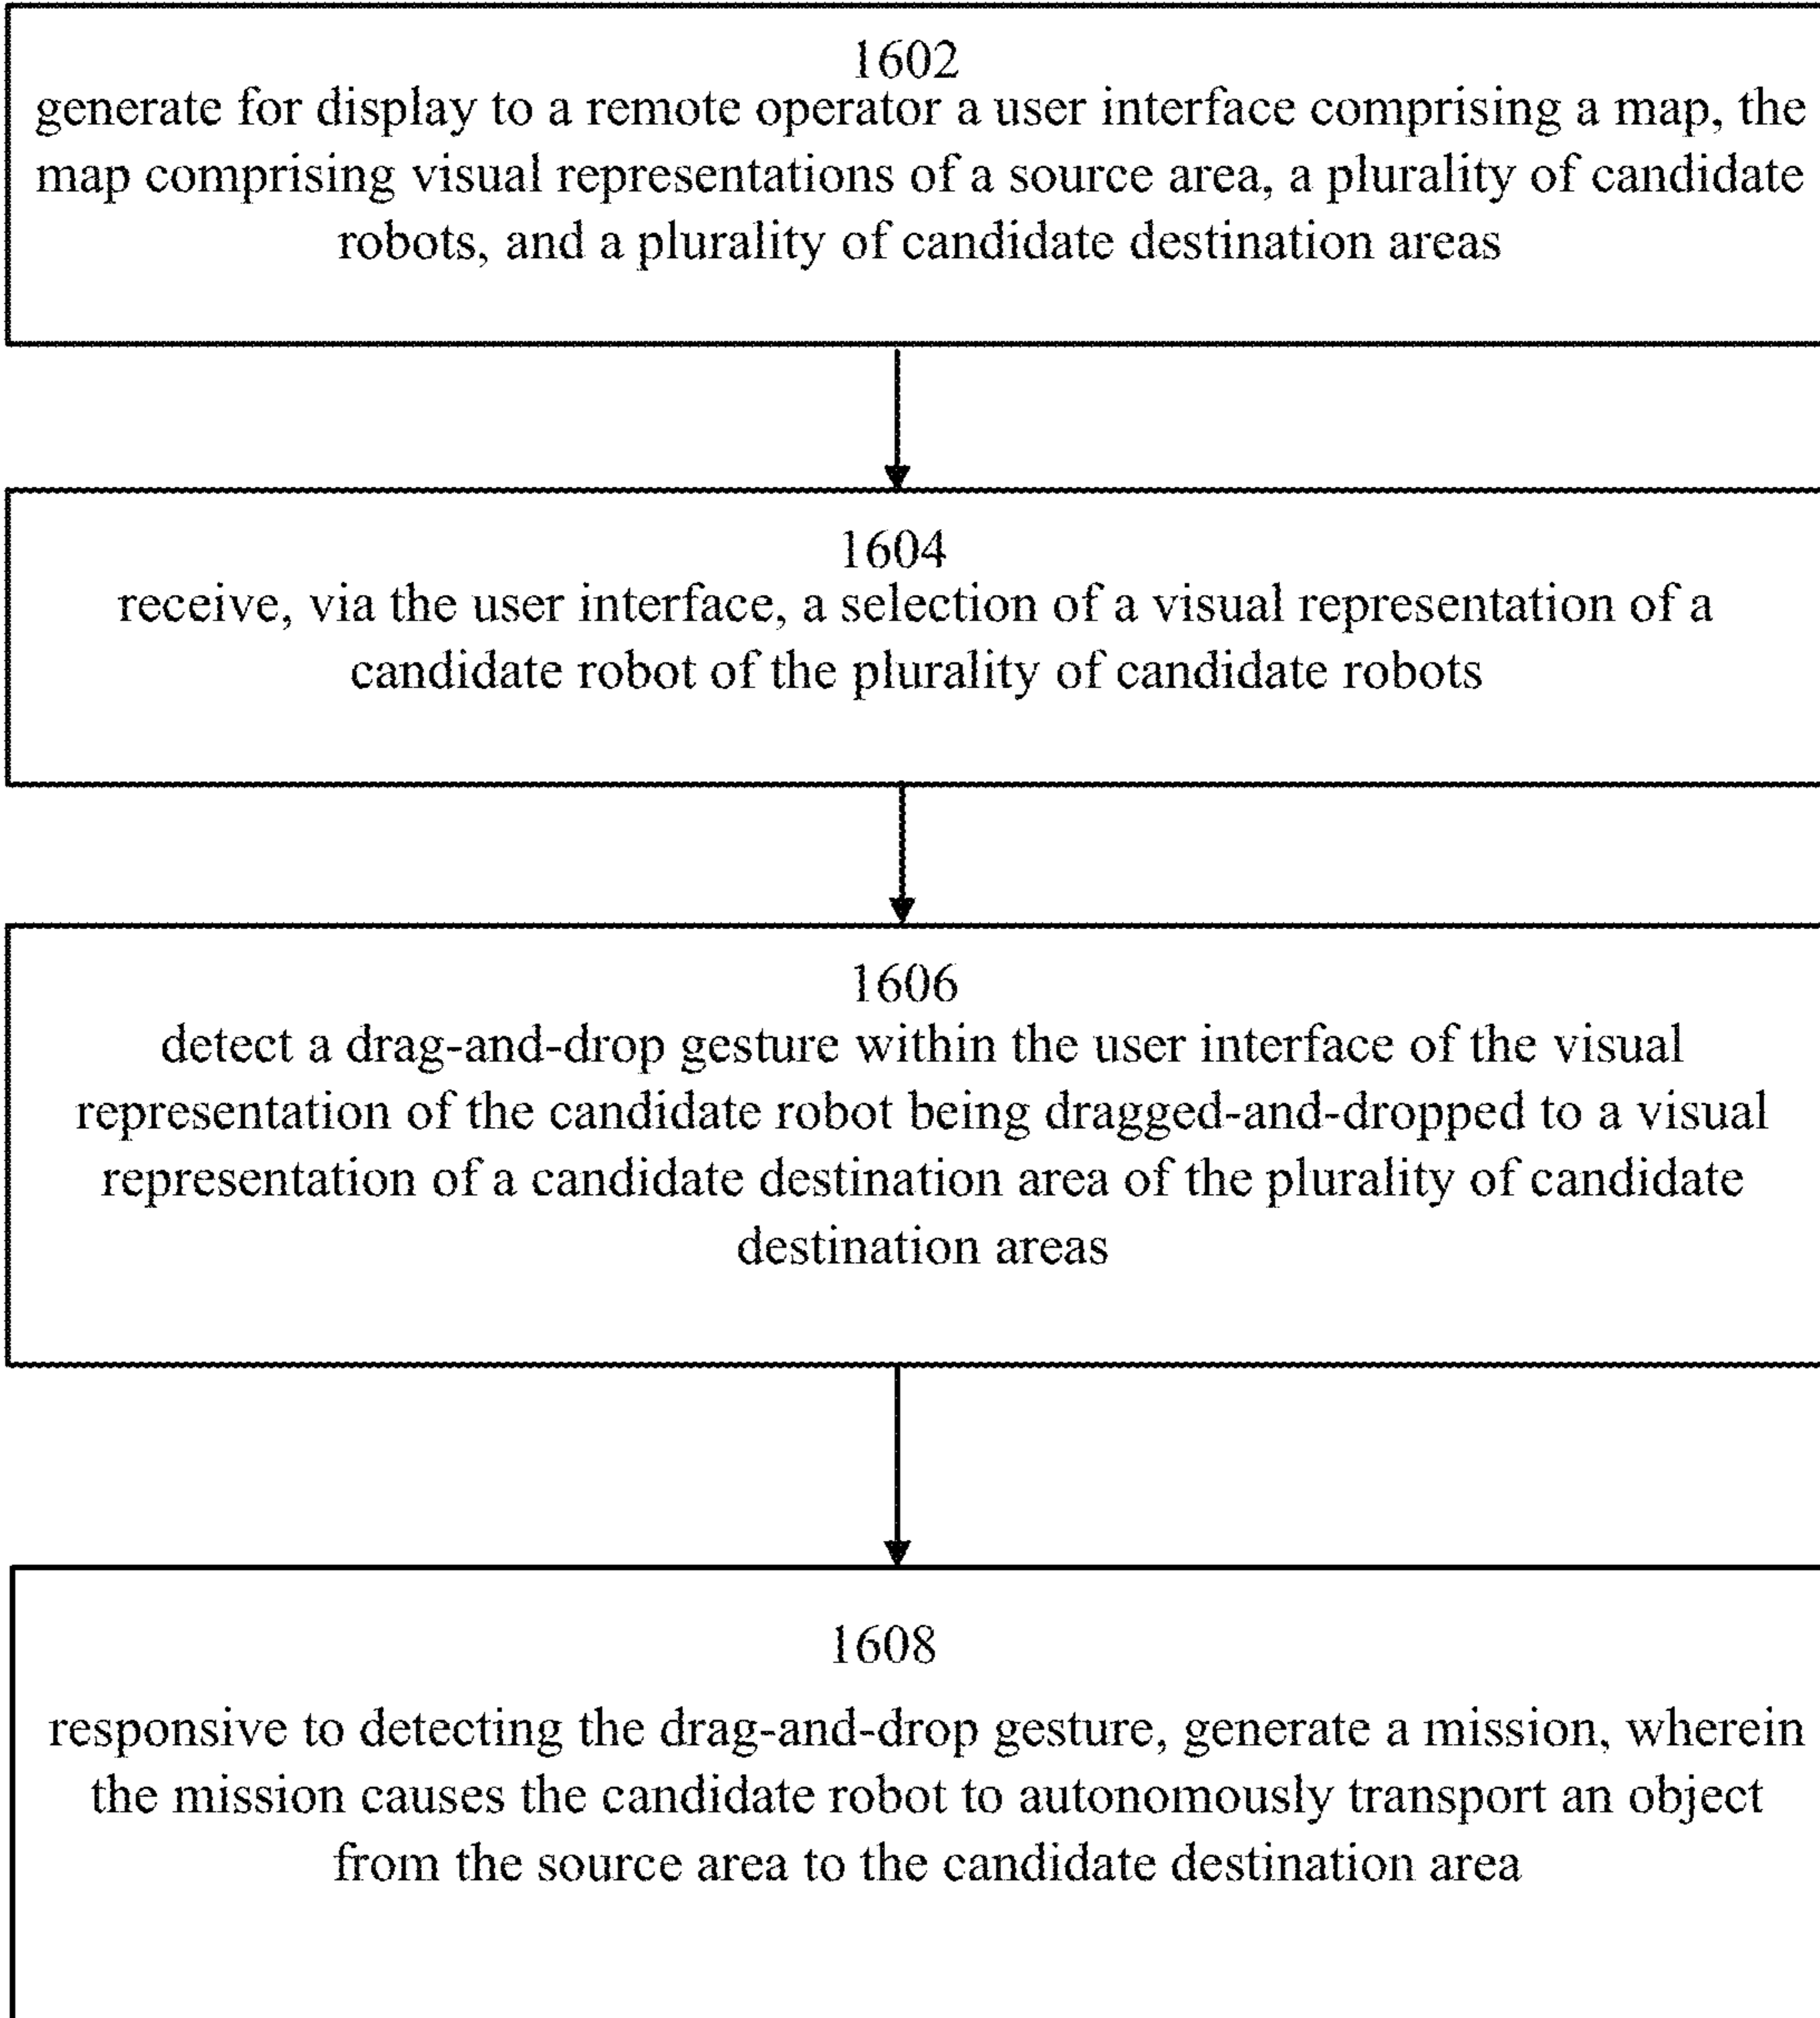 1602
generate for display to a remote operator a user interface comprising a map, the
map comprising visual representations of a source area, a plurality of candidate
robots, and a plurality of candidate destination areas
1604
receive, via the user interface, a selection of a visual representation of a
candidate robot of the plurality of candidate robots
1606
detect a drag-and-drop gesture within the user interface of the visual
representation of the candidate robot being dragged-and-dropped to a visual
representation of a candidate destination area of the plurality of candidate
destination areas
1608
responsive to detecting the drag-and-drop gesture, generate a mission, wherein
the mission causes the candidate robot to autonomously transport an object
from the source area to the candidate destination area